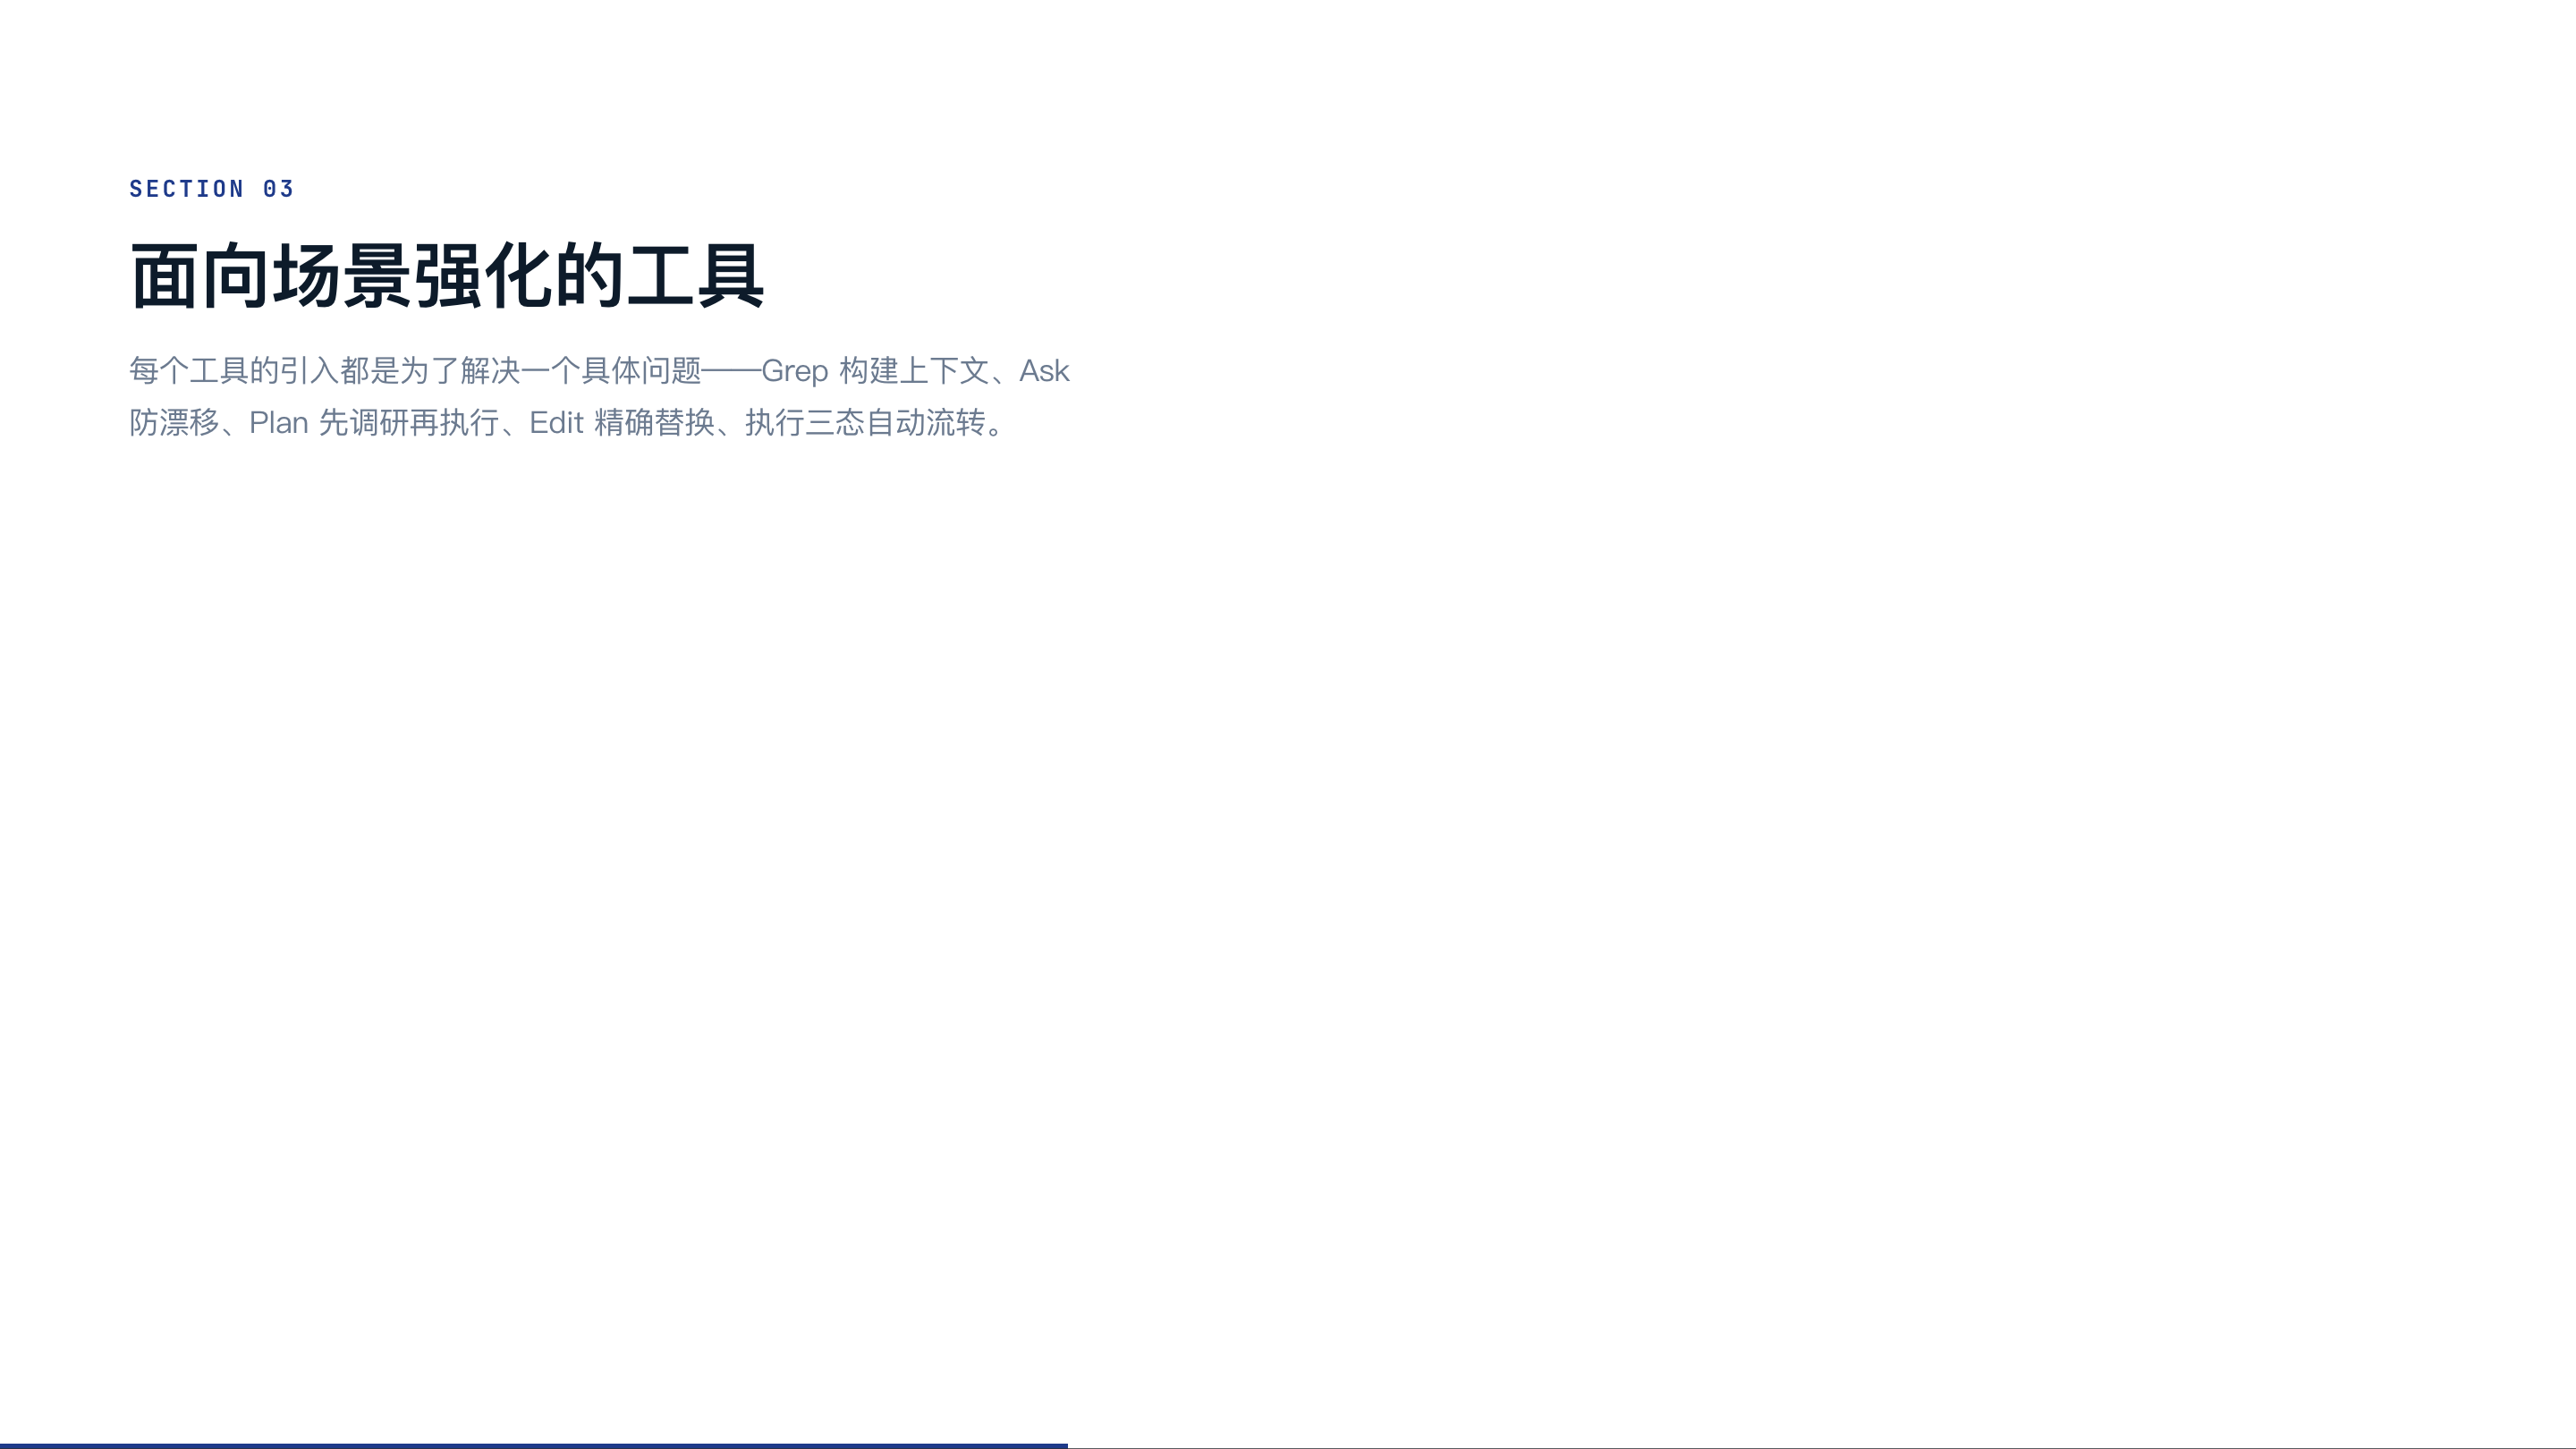 SECTION 03
面向场景强化的工具
每个工具的引入都是为了解决一个具体问题——Grep 构建上下文、Ask
防漂移、Plan 先调研再执行、Edit 精确替换、执行三态自动流转。